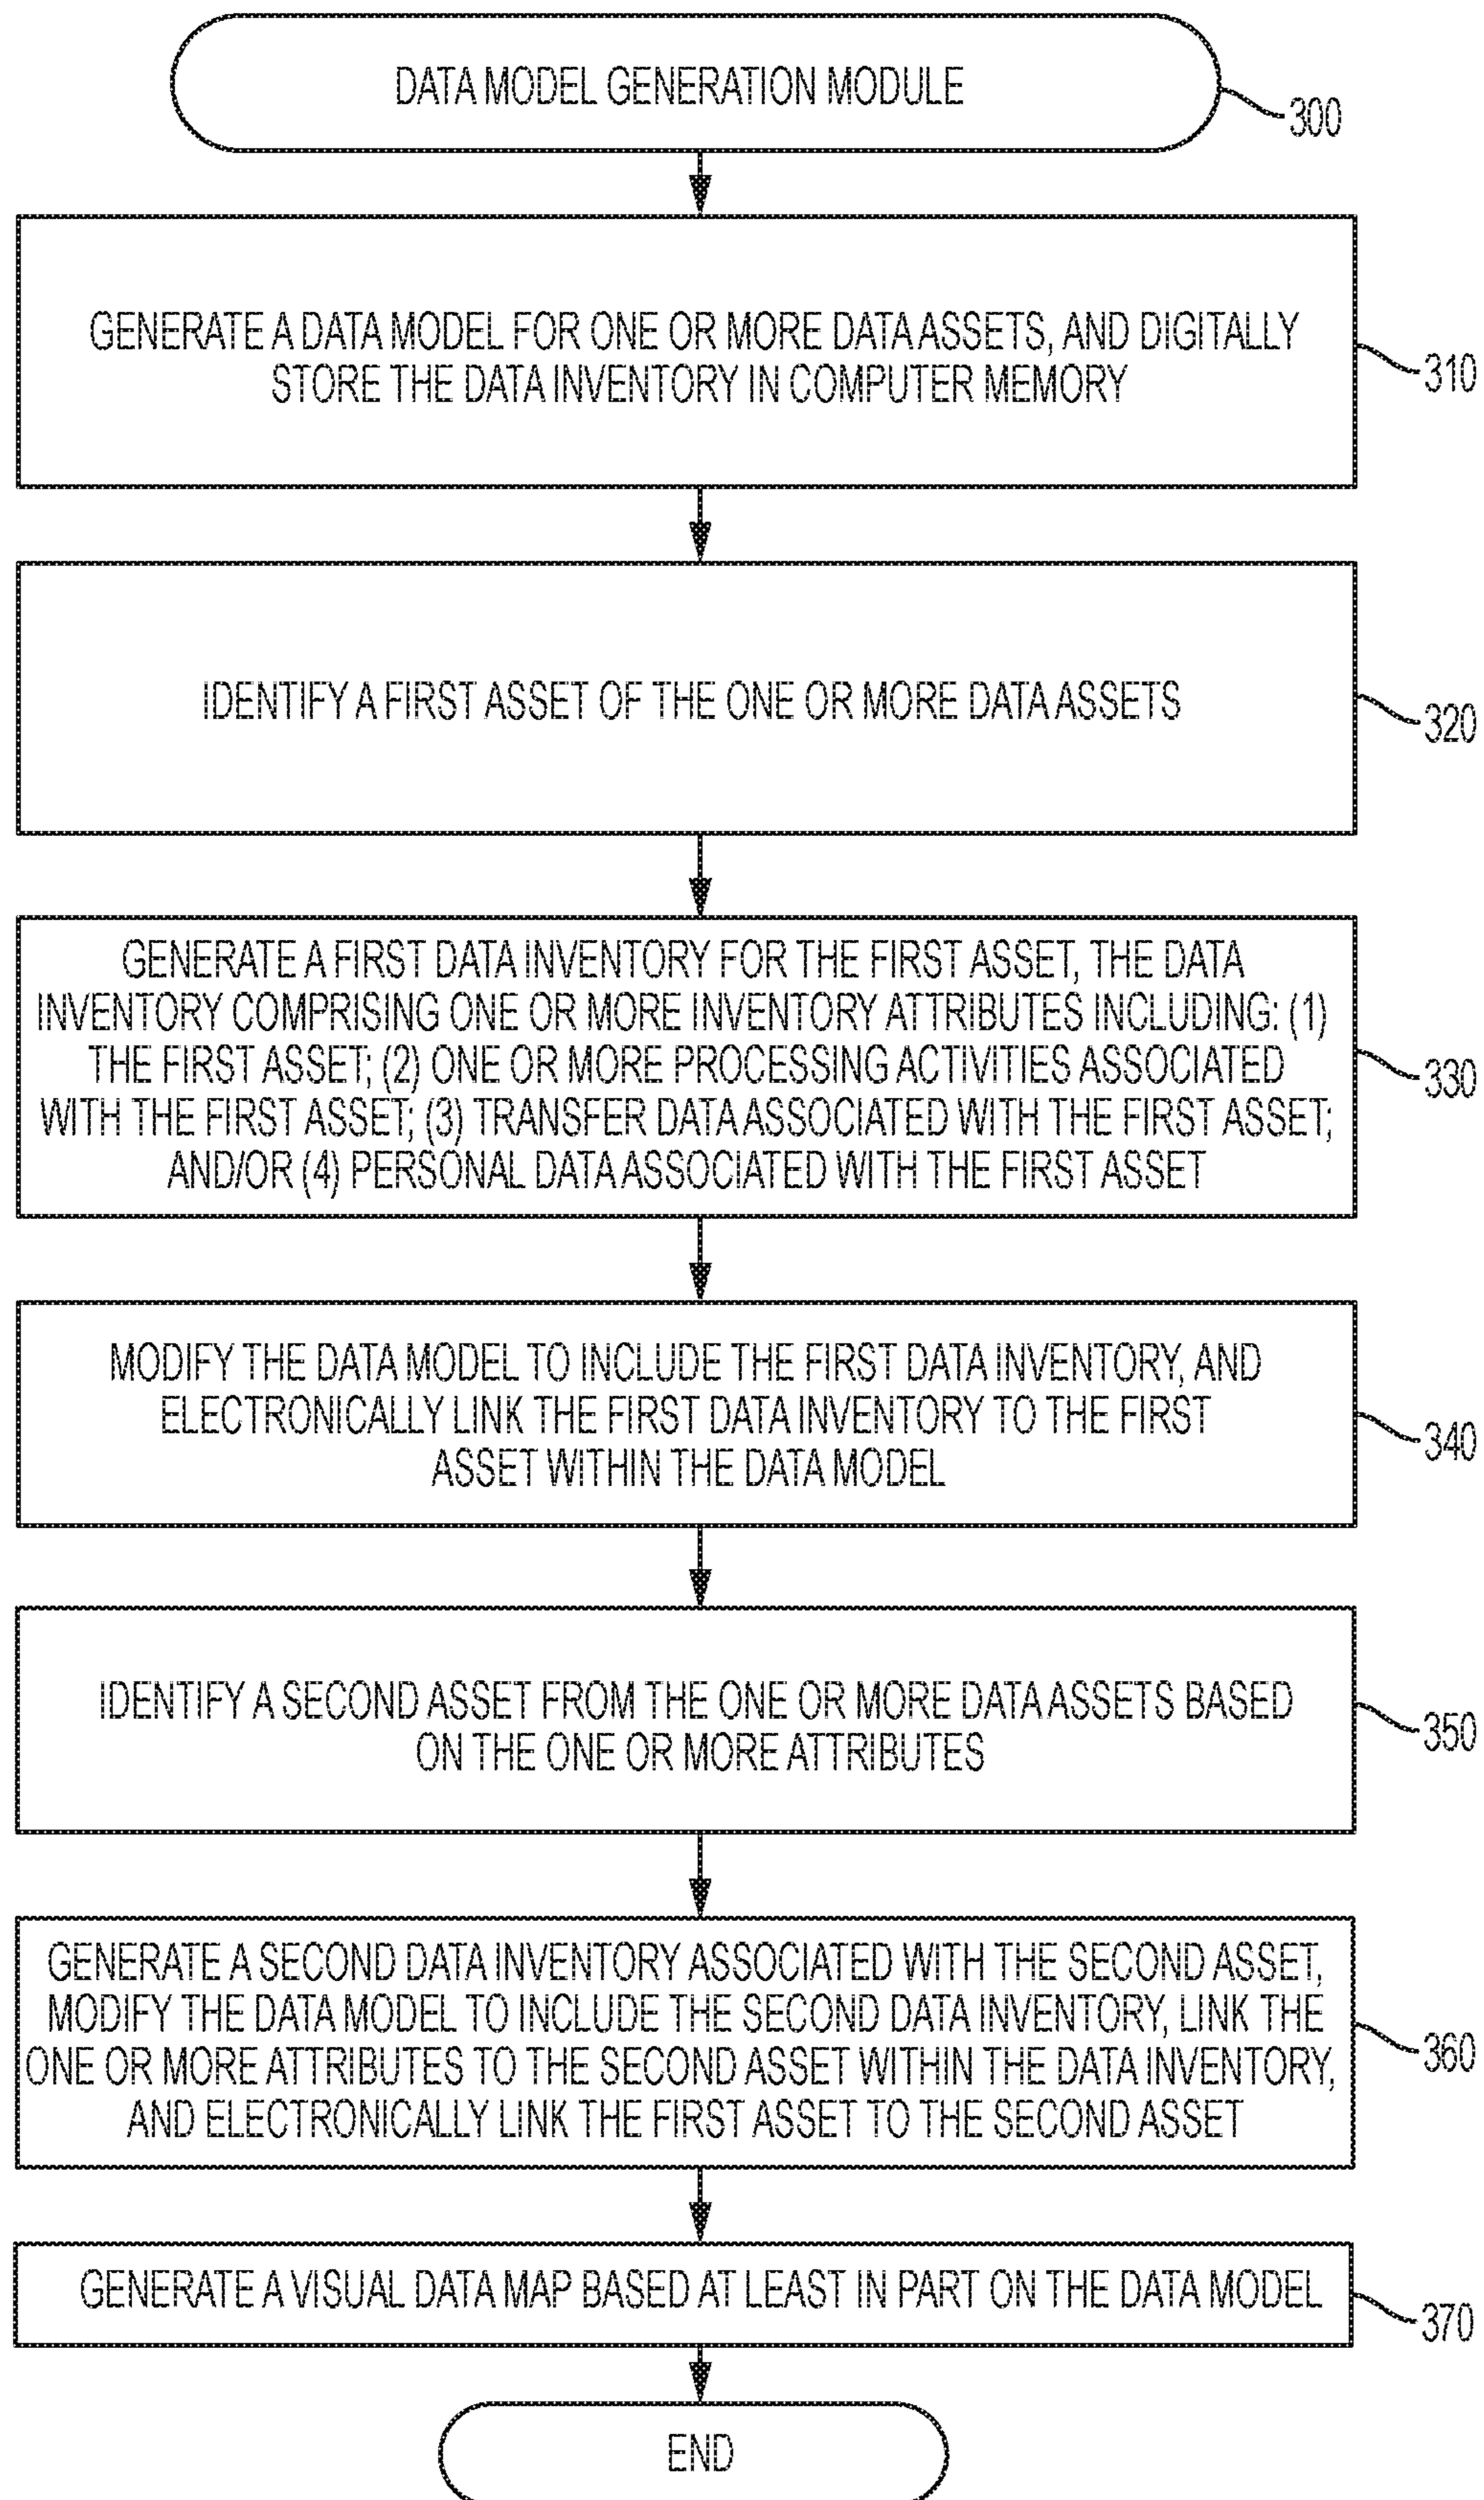 DATA MODEL GENERATION MODULE
300
GENERATE A DATA MODEL FOR ONE OR MORE DATA ASSETS, AND DIGITALLY
STORE THE DATA INVENTORY IN COMPUTER MEMORY
310
IDENTIFY A FIRST ASSET OF THE ONE OR MORE DATA ASSETS
320
GENERATE A FIRST DATA INVENTORY FOR THE FIRST ASSET, THE DATA
INVENTORY COMPRISING ONE OR MORE INVENTORY ATTRIBUTES INCLUDING: (1)
THE FIRST ASSET; (2) ONE OR MORE PROCESSING ACTIVITIES ASSOCIATED
WITH THE FIRST ASSET; (3) TRANSFER DATA ASSOCIATED WITH THE FIRST ASSET;
AND/OR (4) PERSONAL DATA ASSOCIATED WITH THE FIRST ASSET
330
MODIFY THE DATA MODEL TO INCLUDE THE FIRST DATA INVENTORY, AND
ELECTRONICALLY LINK THE FIRST DATA INVENTORY TO THE FIRST
ASSET WITHIN THE DATA MODEL
340
IDENTIFY A SECOND ASSET FROM THE ONE OR MORE DATA ASSETS BASED
ON THE ONE OR MORE ATTRIBUTES
350
GENERATE A SECOND DATA INVENTORY ASSOCIATED WITH THE SECOND ASSET,
MODIFY THE DATA MODEL TO INCLUDE THE SECOND DATA INVENTORY, LINK THE
ONE OR MORE ATTRIBUTES TO THE SECOND ASSET WITHIN THE DATA INVENTORY,
AND ELECTRONICALLY LINK THE FIRST ASSET TO THE SECOND ASSET
360
GENERATE A VISUAL DATA MAP BASED AT LEAST IN PART ON THE DATA MODEL
370
END